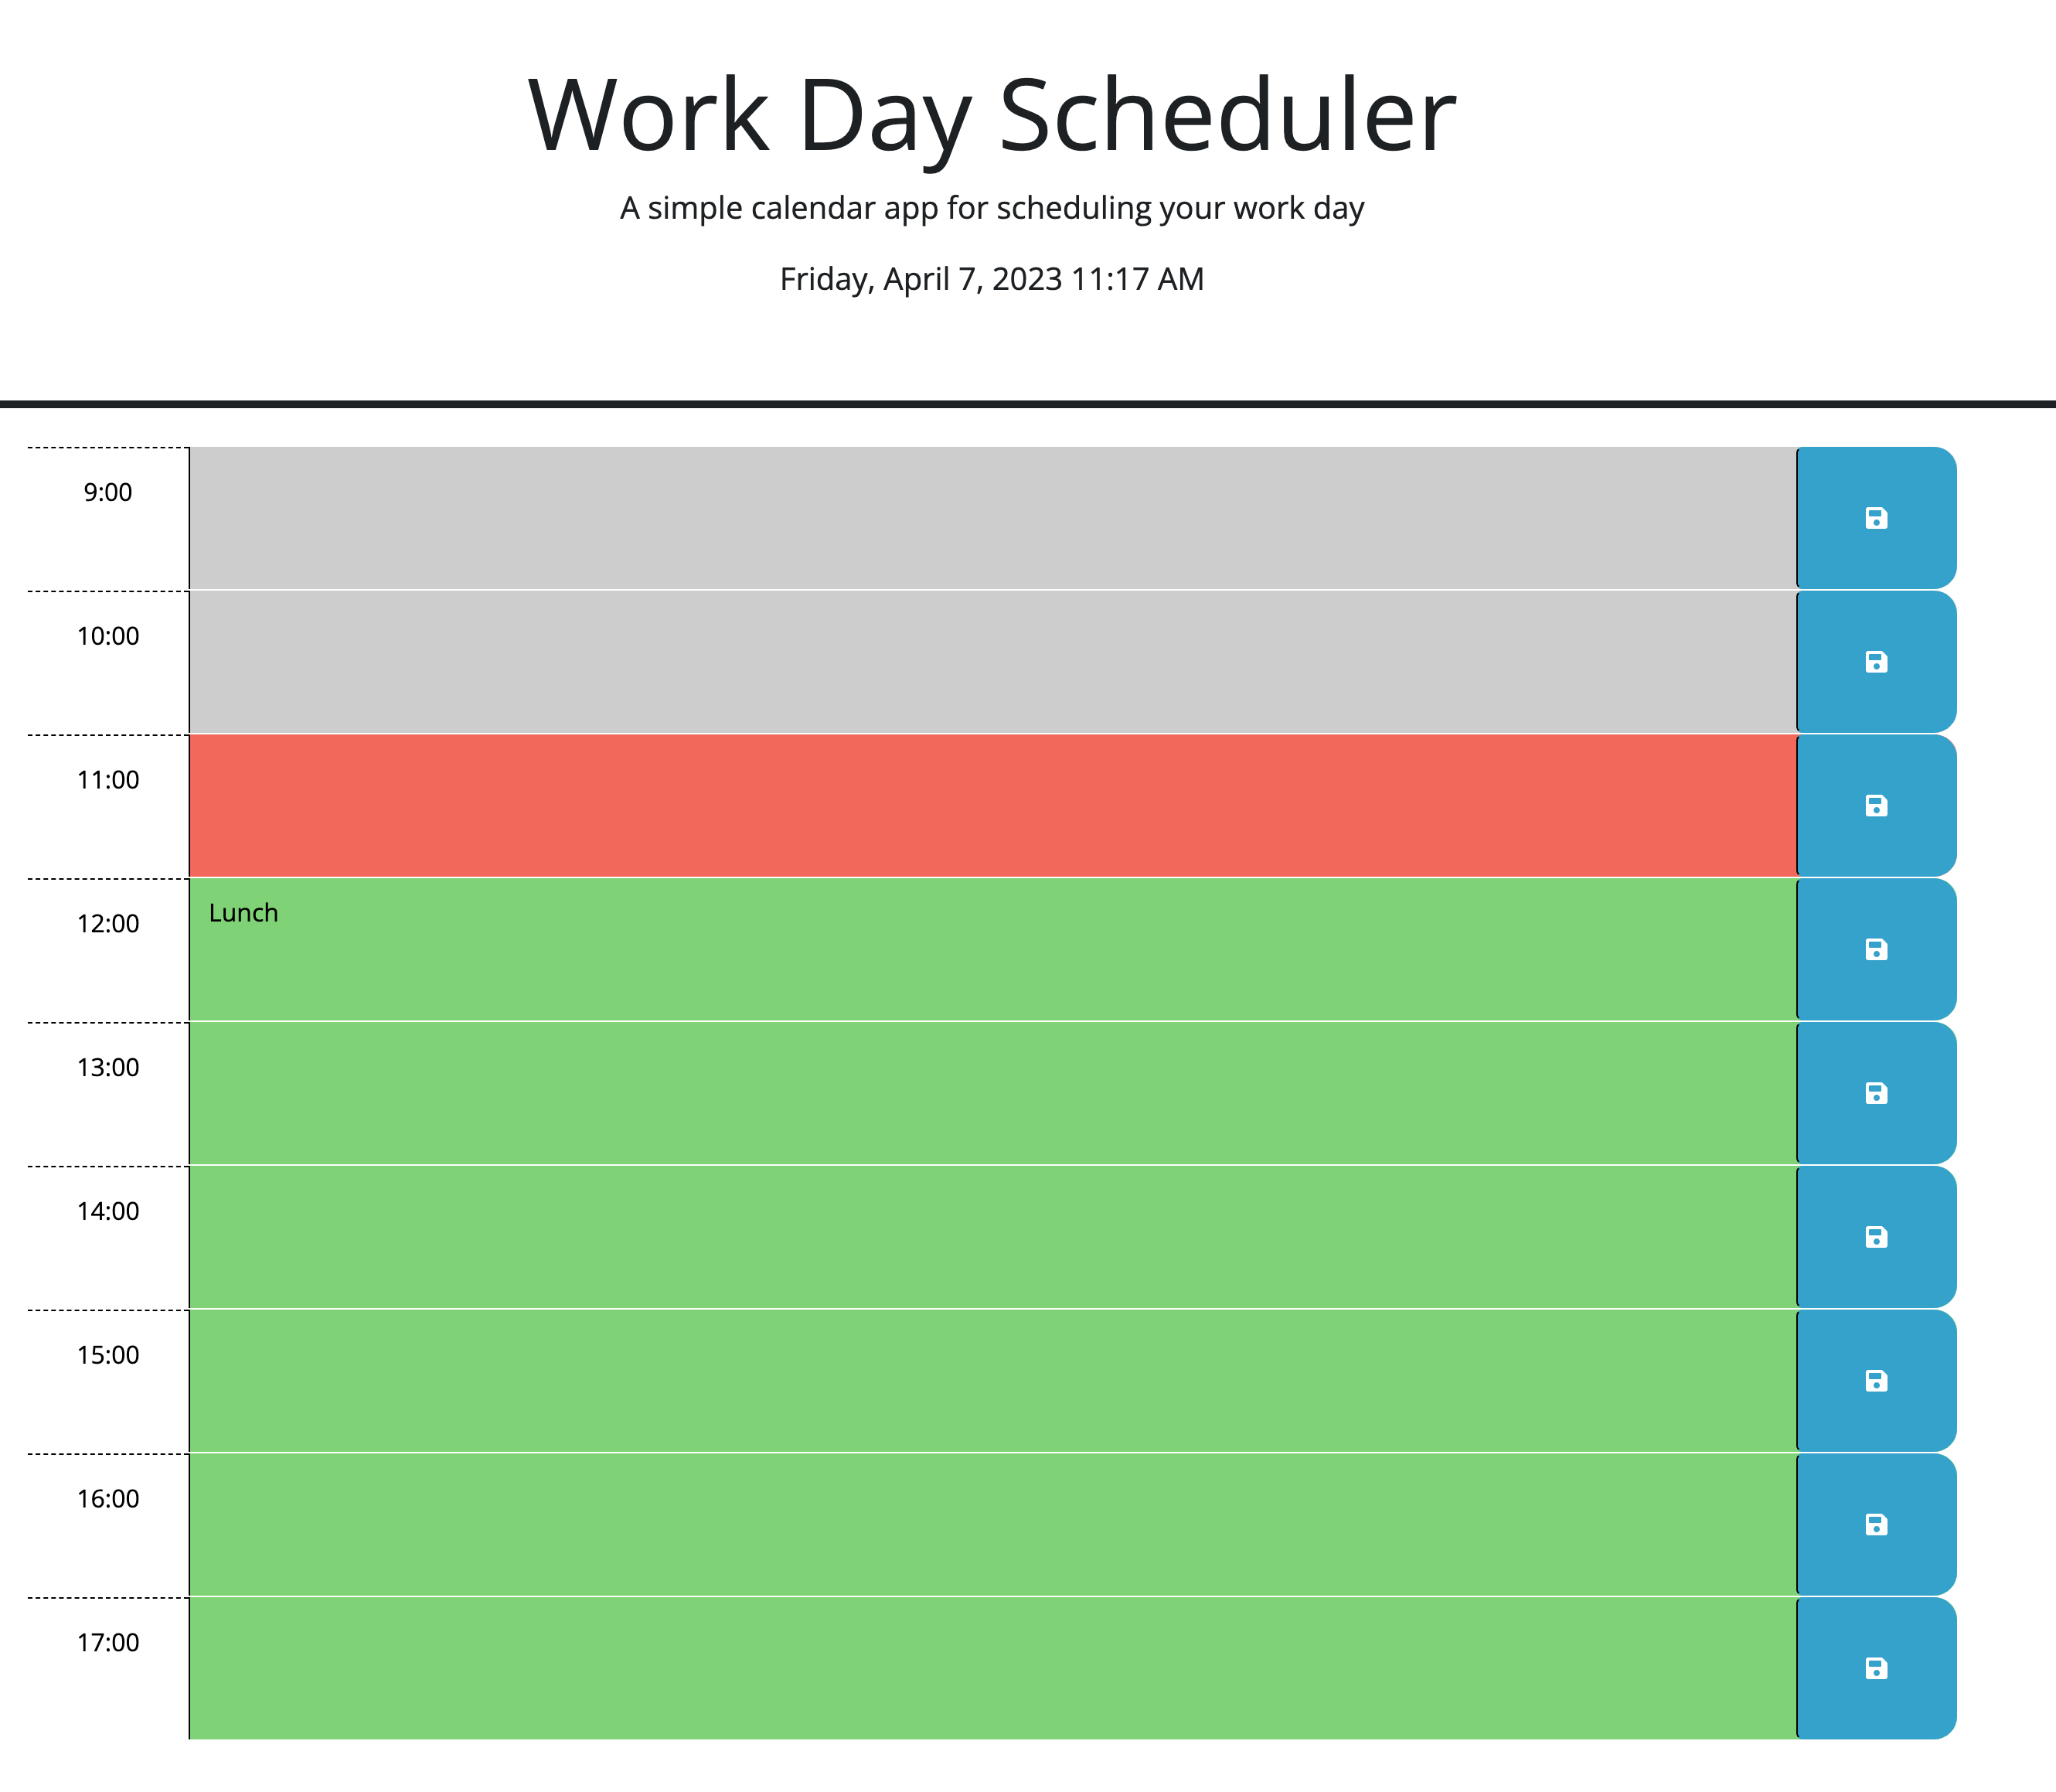 Work Day Scheduler
A simple calendar app for scheduling your work day
Friday, April 7, 2023 11:17 AM
9:00
10:00
11:00
12:00 Lunch
13:00
14:00
15:00
16:00
17:00